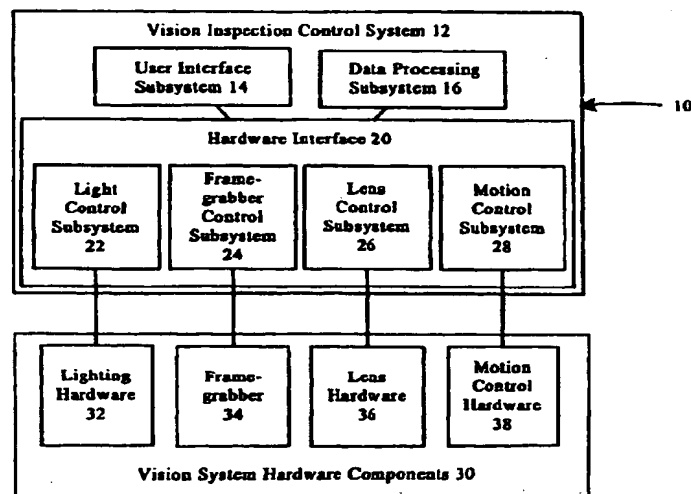 Vision Inspection Control System 12
User Interface
Subsystem 14
Data Processing
Subsystem 16
10
Hardware Interface 20
Light
Control
Subsystem
22
Frame-
grabber
Control
Subsystem
24
Lens
Control
Subsystem
26
Motion
Control
Subsystem
28
Lighting
Hardware
32
Frame-
grabber
34
Lens
Hardware
36
Motion
Control
Hardware
38
Vision System Hardware Components 30